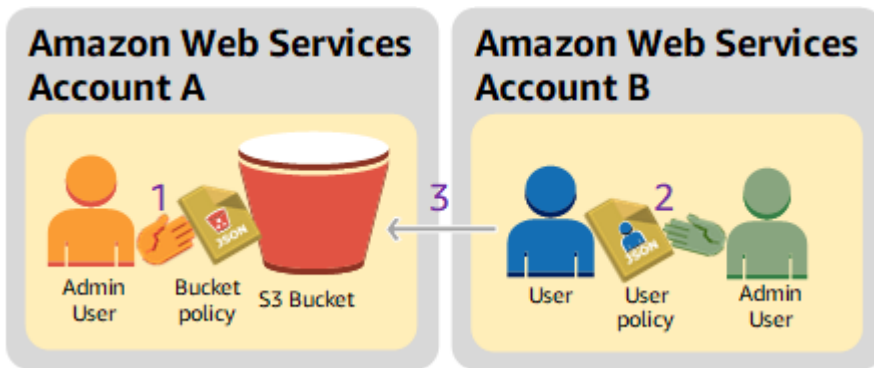 Amazon Web Services
Account A
Amazon Web Services
Account B
1
JSON
3
2
JSON
Admin
User
Bucket
policy
S3 Bucket
User
User
policy
Admin
User